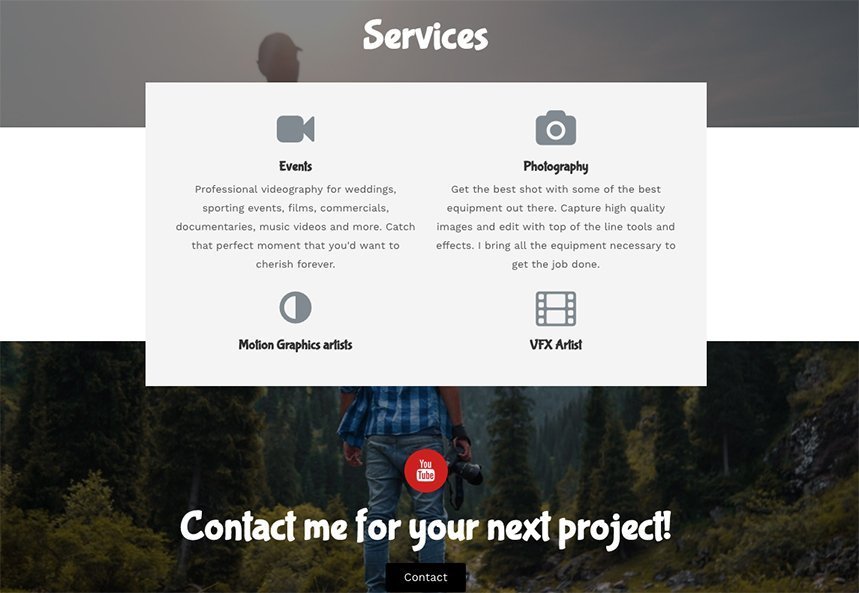 Services
Events
Professional videography for weddings,
sporting events, films, commercials,
documentaries, music videos and more. Catch
that perfect moment that you'd want to
cherish forever.
Photography
Get the best shot with some of the best
equipment out there. Capture high quality
images and edit with top of the line tools and
effects. I bring all the equipment necessary to
get the job done.
Motion Graphics artists
VFX Artist
You
Tube
Contact me for your next project!
Contact